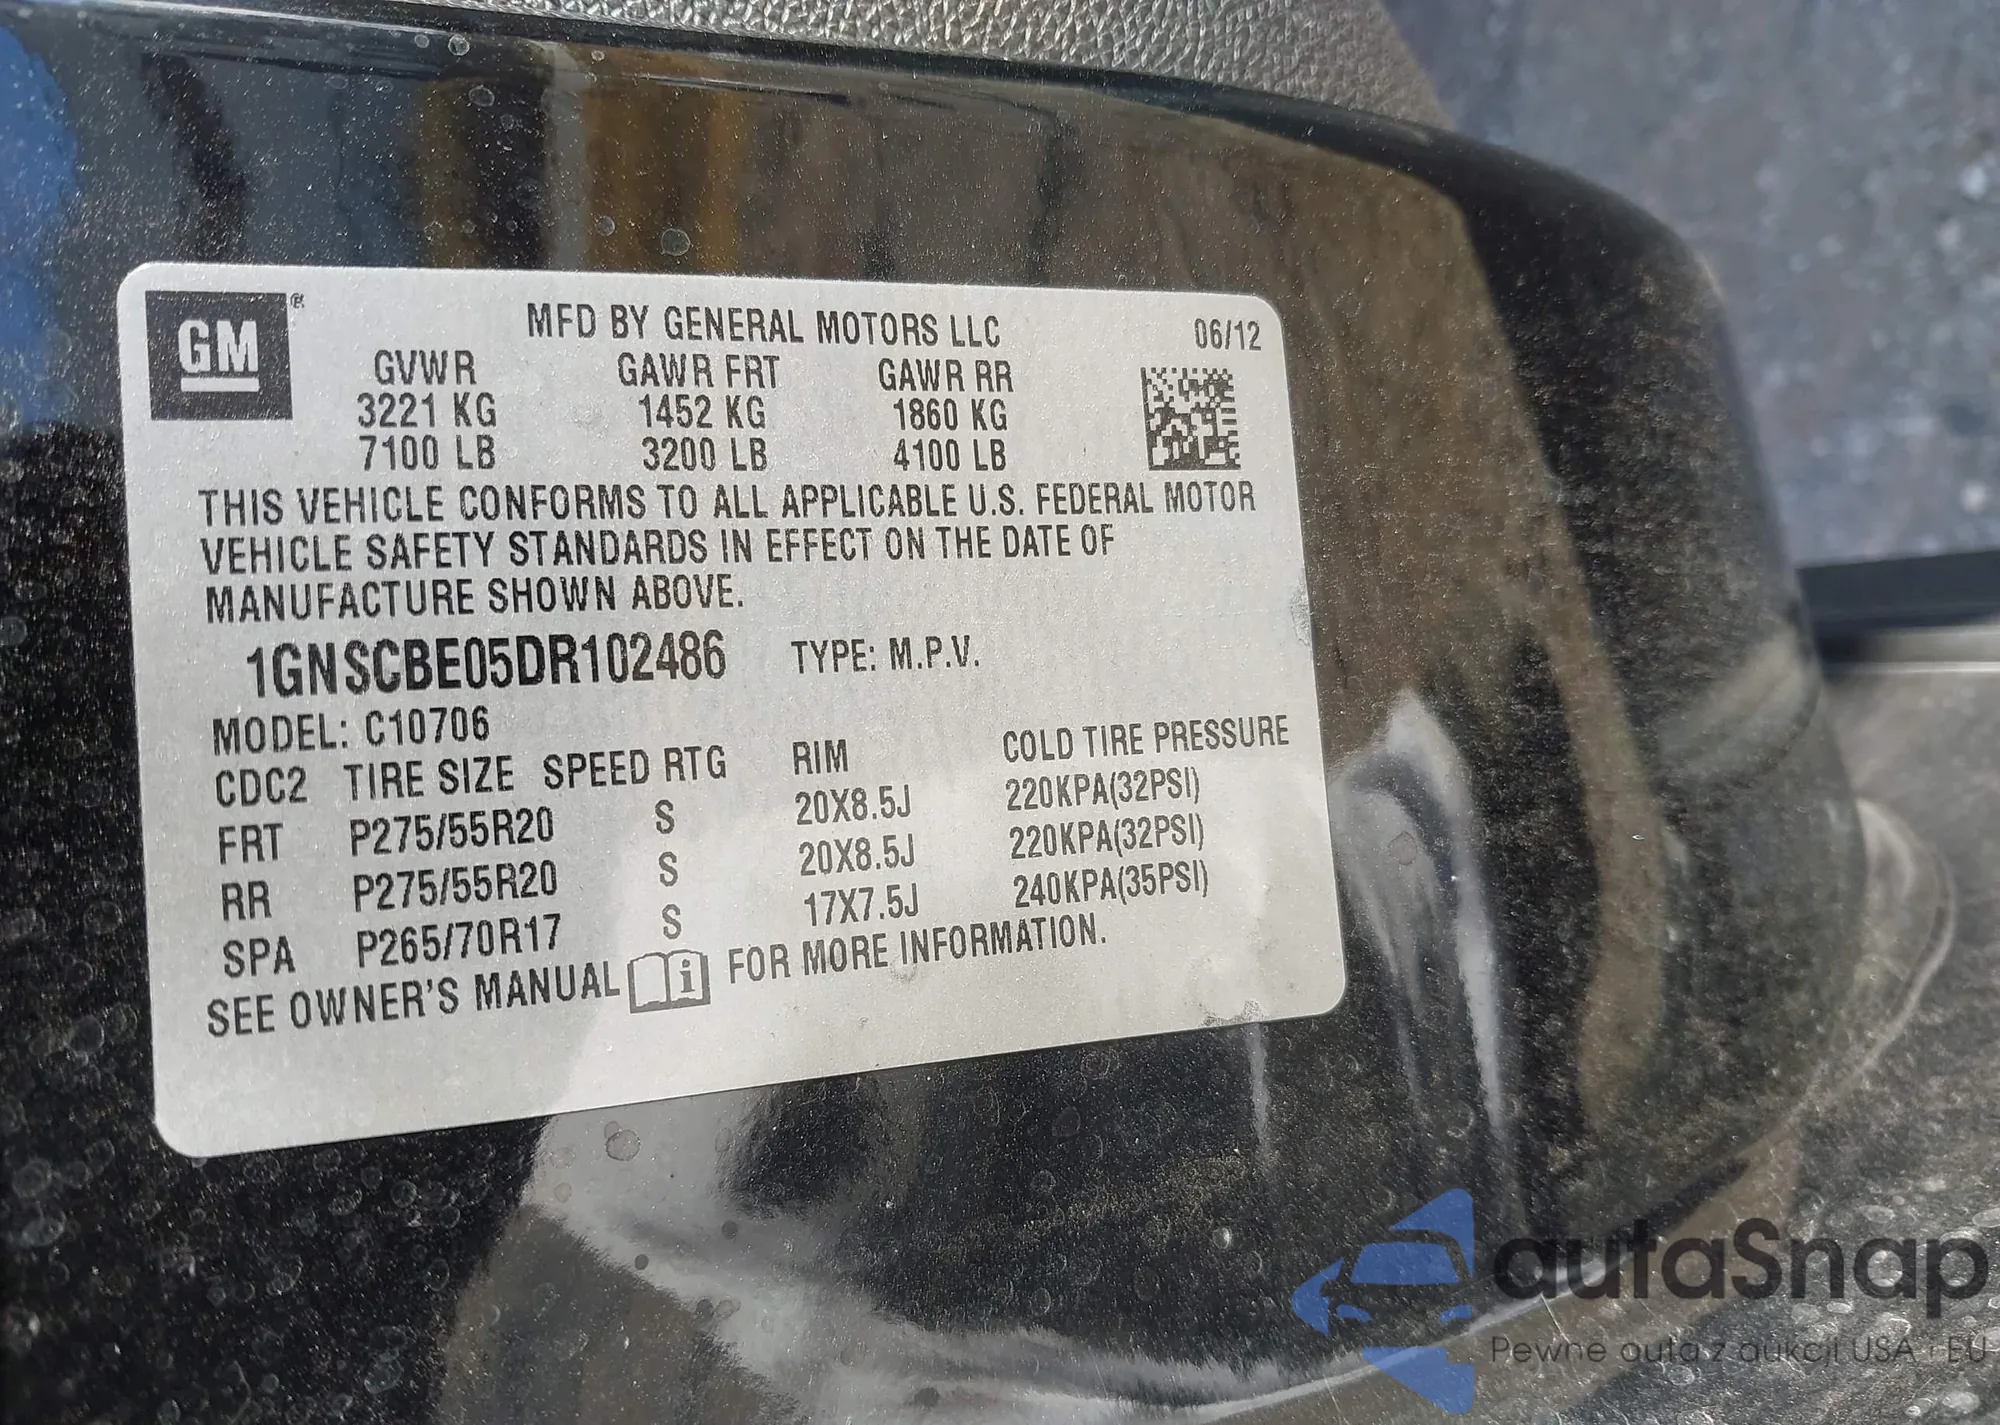 GM ®
MFD BY GENERAL MOTORS LLC 06/12
GVWR GAWR FRT GAWR RR
3221 KG 1452 KG 1860 KG
7100 LB 3200 LB 4100 LB
THIS VEHICLE CONFORMS TO ALL APPLICABLE U.S. FEDERAL MOTOR
VEHICLE SAFETY STANDARDS IN EFFECT ON THE DATE OF
MANUFACTURE SHOWN ABOVE.
1GNSCBE05DR102486 TYPE: M.P.V.
MODEL: C10706
CDC2 TIRE SIZE SPEED RTG RIM COLD TIRE PRESSURE
FRT P275/55R20 S 20X8.5J 220KPA(32PSI)
RR P275/55R20 S 20X8.5J 220KPA(32PSI)
SPA P265/70R17 S 17X7.5J 240KPA(35PSI)
SEE OWNER'S MANUAL i FOR MORE INFORMATION.
autaSnap
Pewne auta z aukcji USA i EU